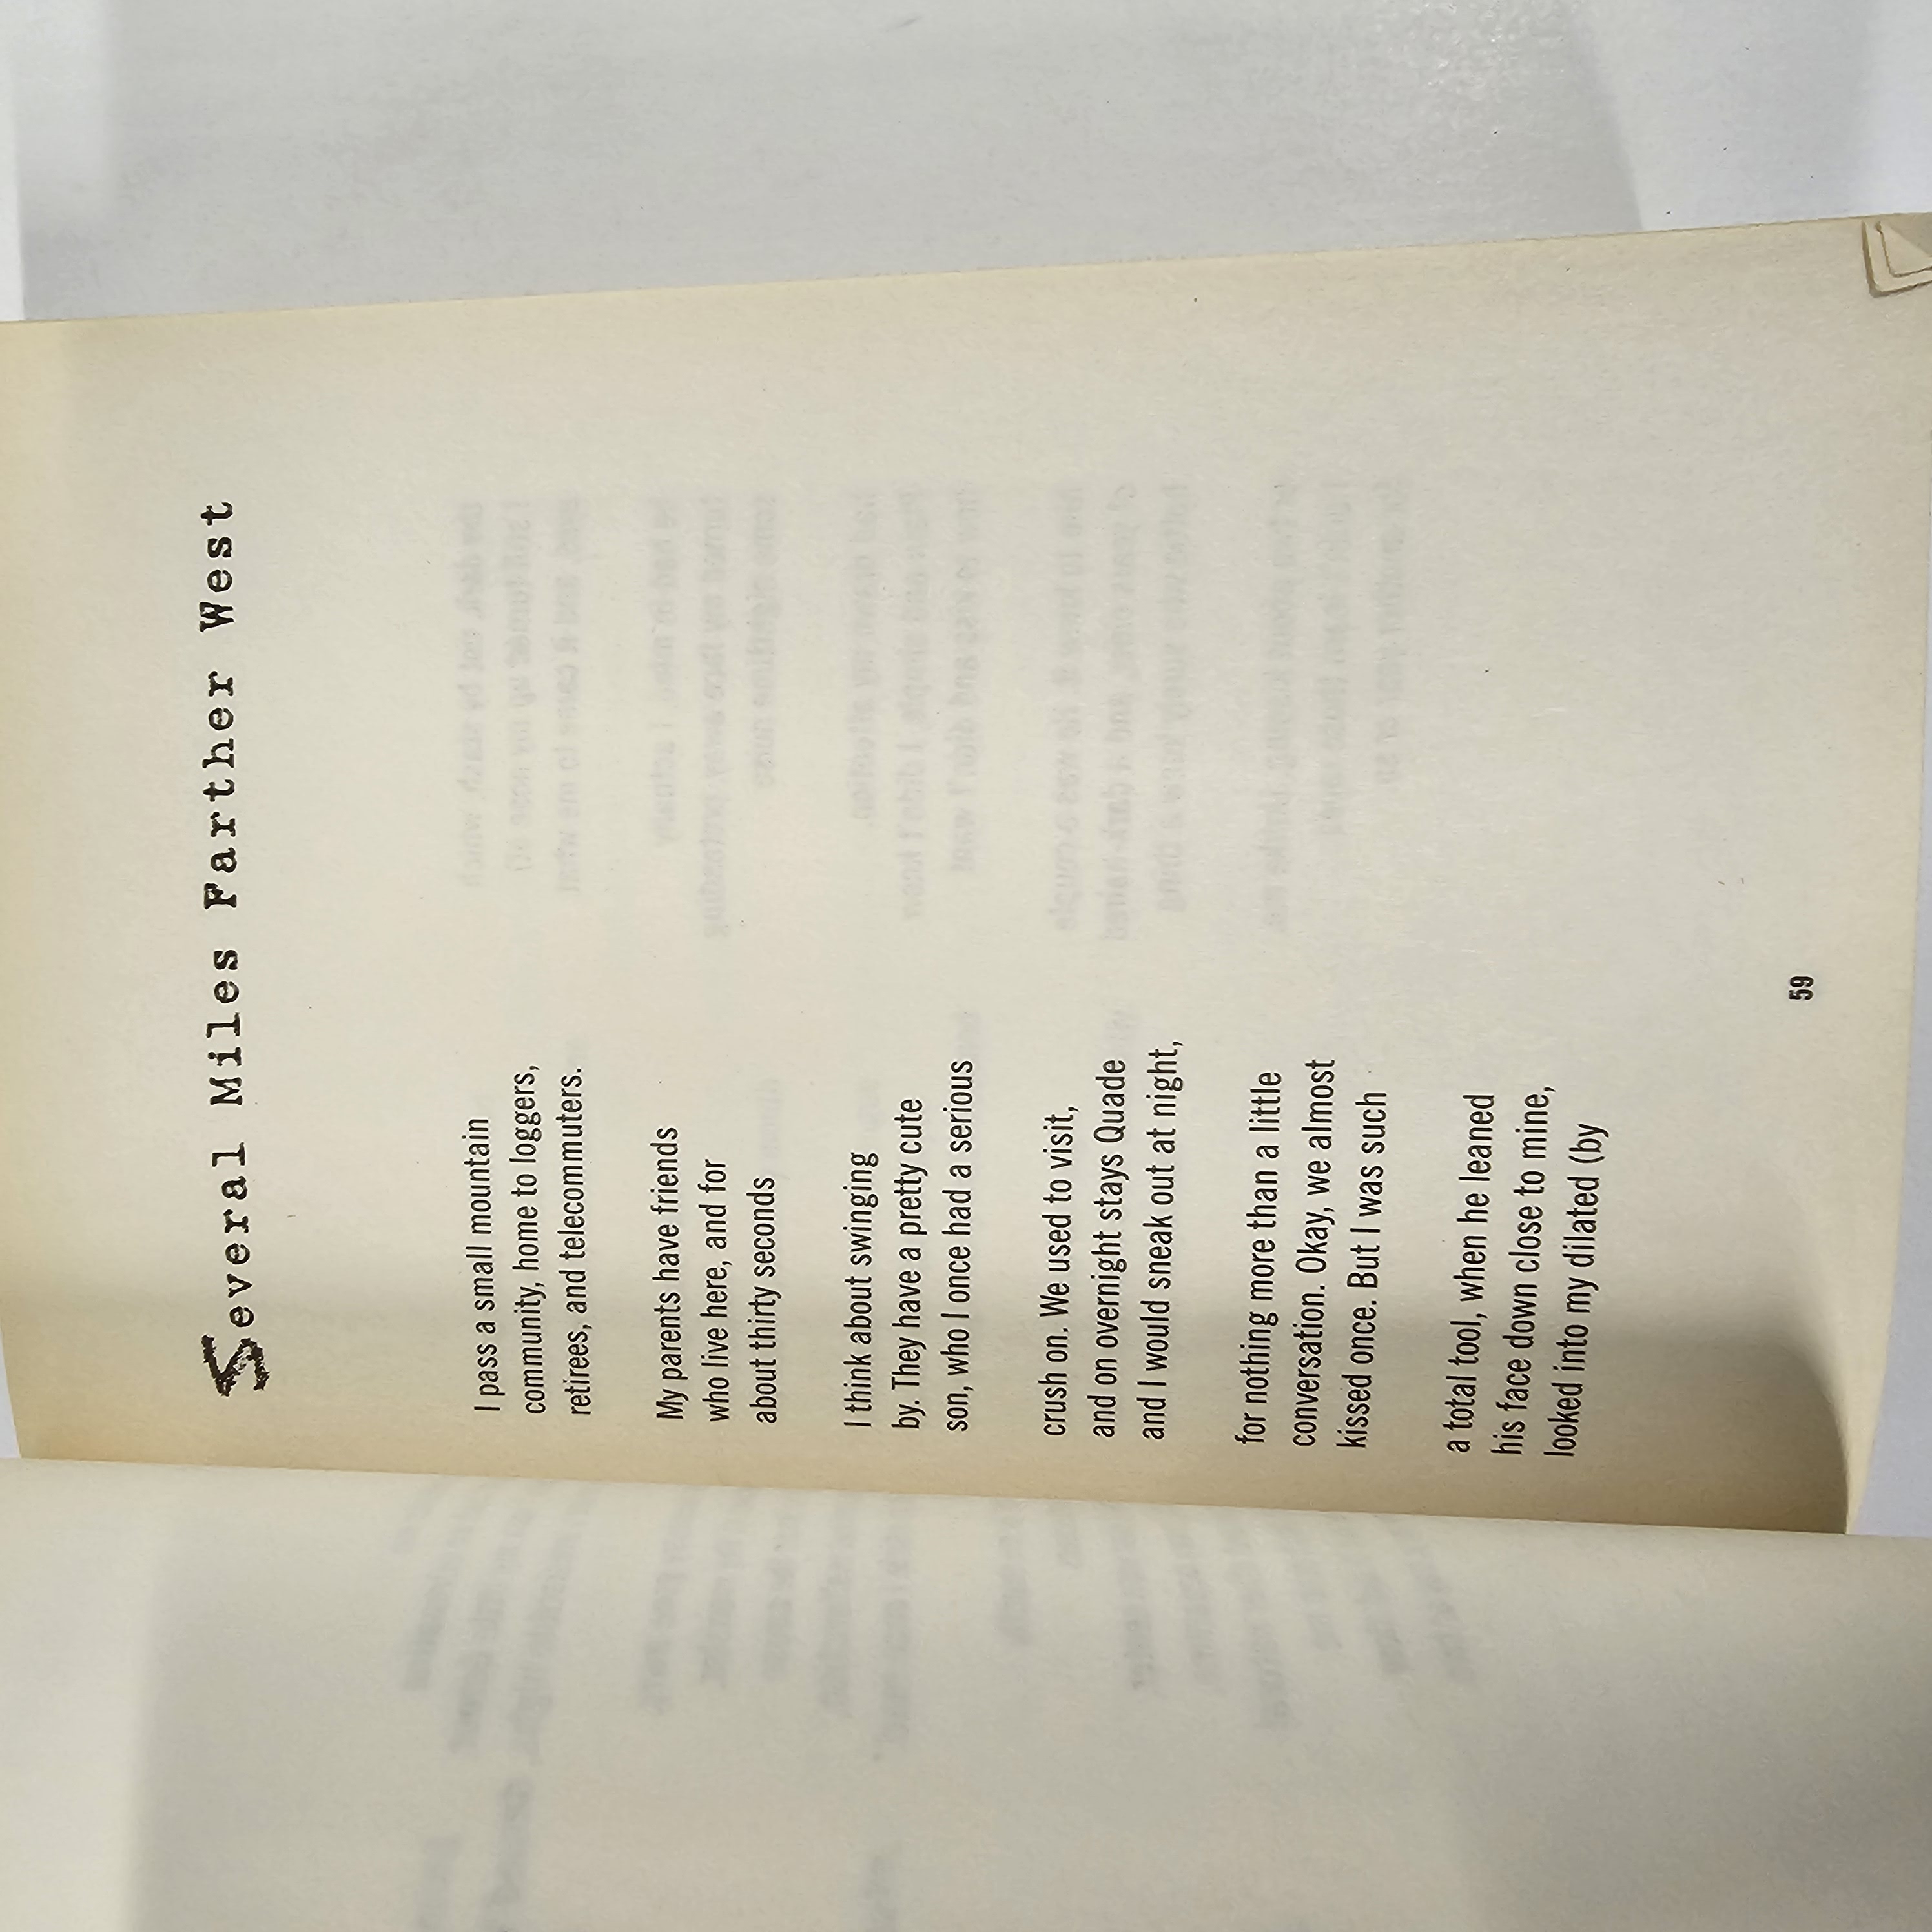 Several Miles Farther West
I pass a small mountain
community, home to loggers,
retirees, and telecommuters.
My parents have friends
who live here, and for
about thirty seconds
I think about swinging
by. They have a pretty cute
son, who I once had a serious
crush on. We used to visit,
and on overnight stays Quade
and I would sneak out at night,
for nothing more than a little
conversation. Okay, we almost
kissed once. But I was such
a total tool, when he leaned
his face down close to mine,
looked into my dilated (by
59